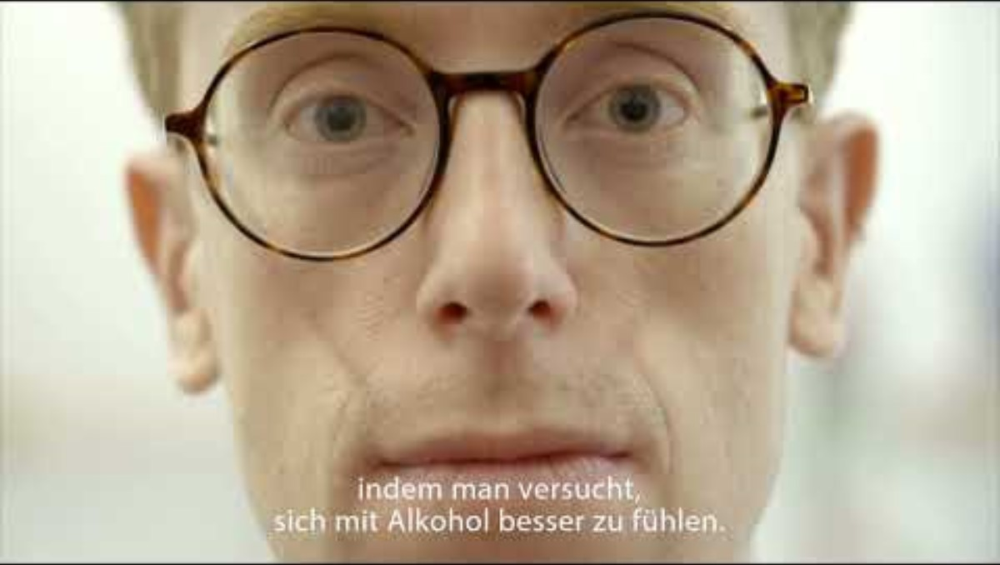 indem man versucht,
sich mit Alkohol besser zu fühlen.